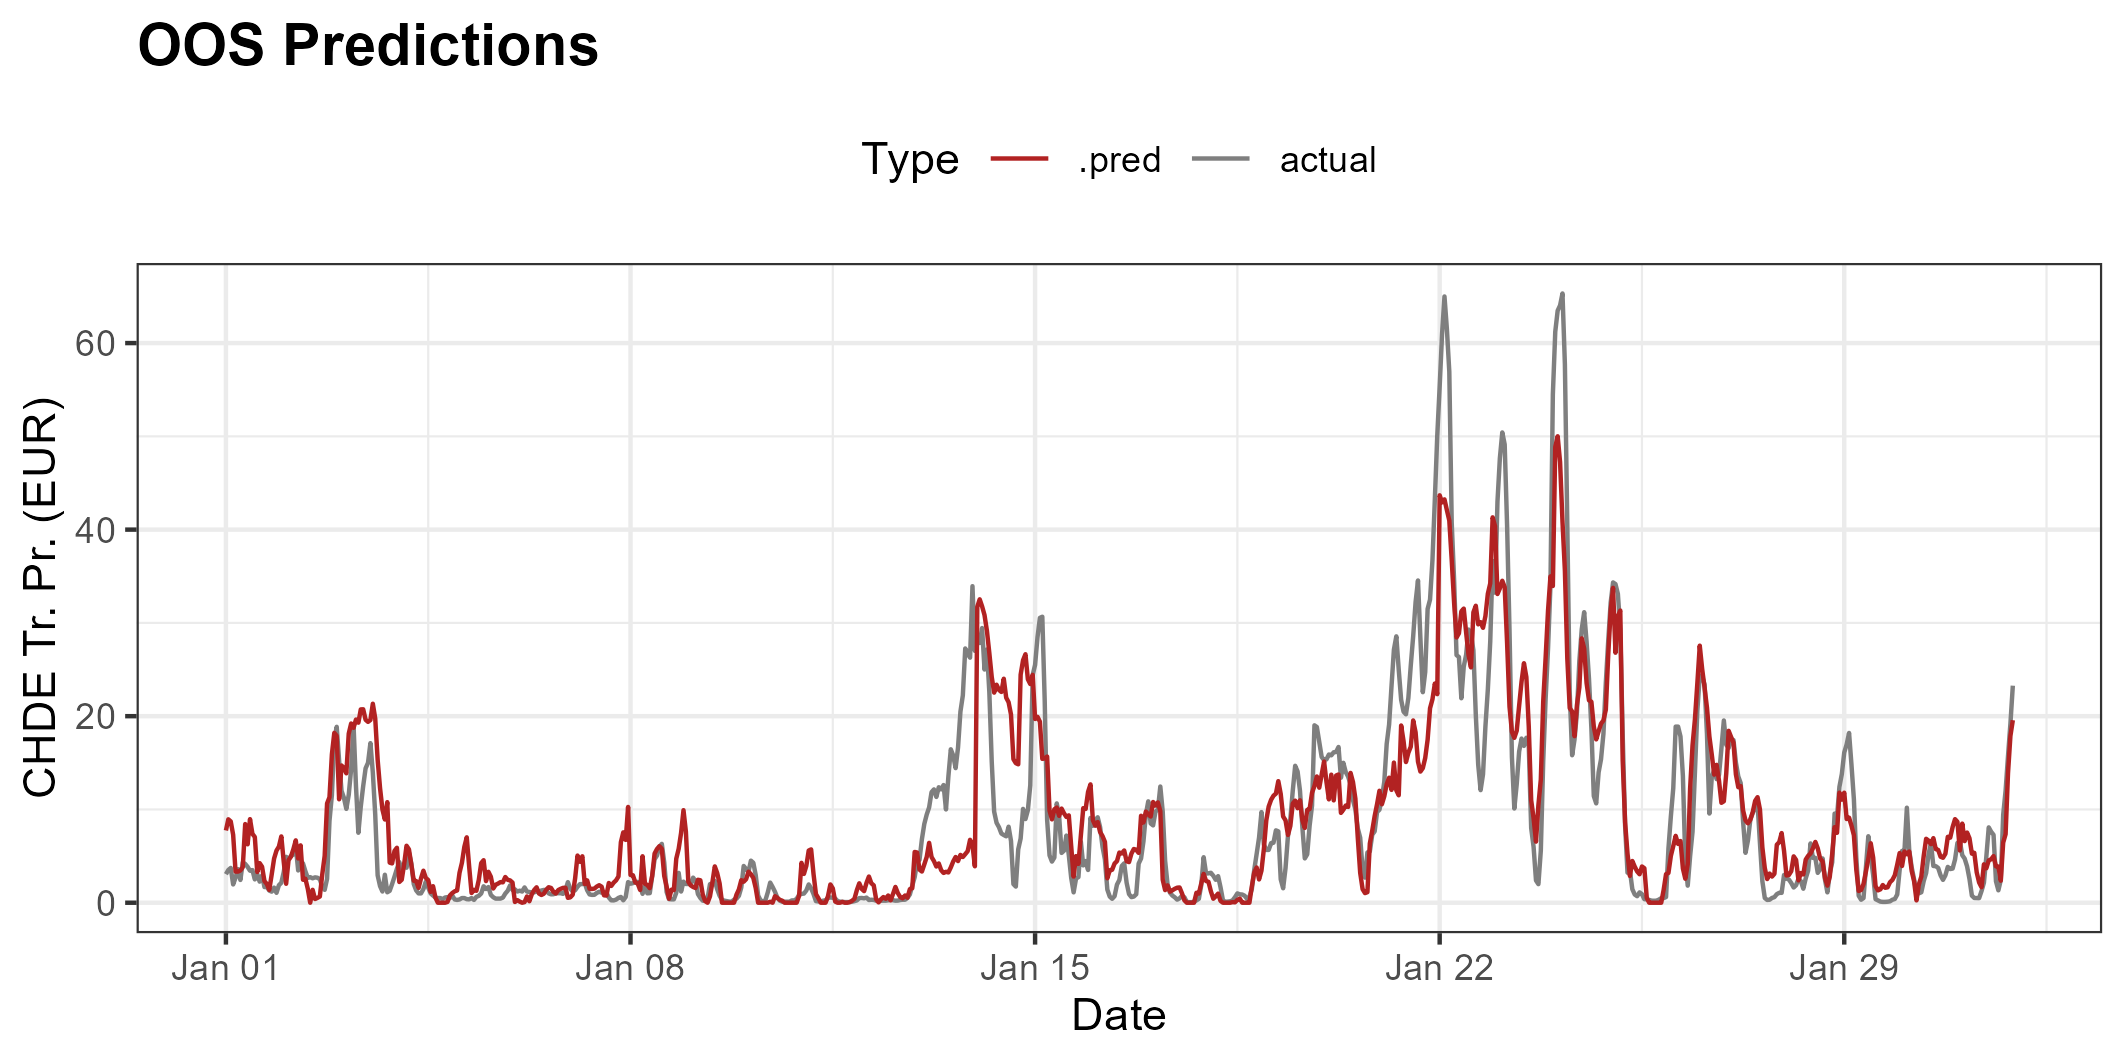 OOS Predictions
Type .pred actual
CHDE Tr. Pr. (EUR)
60
40
20
0
Jan 01 Jan 08 Jan 15 Jan 22 Jan 29
Date